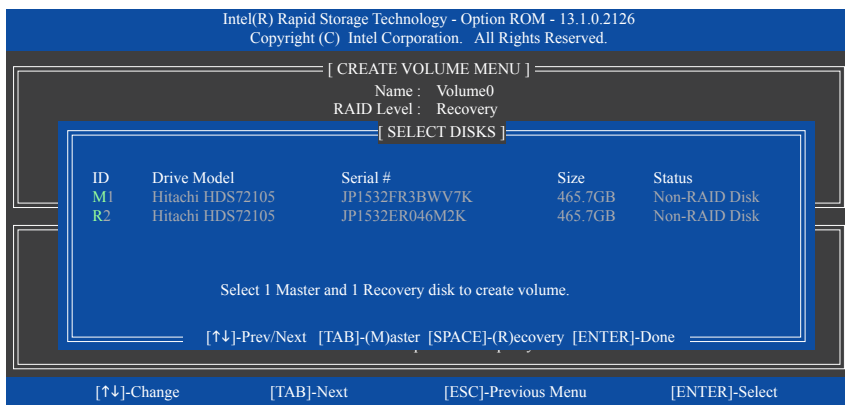 Intel(R) Rapid Storage Technology - Option ROM - 13.1.0.2126
Copyright (C) Intel Corporation. All Rights Reserved.
[ CREATE VOLUME MENU ]
Name : Volume0
RAID Level : Recovery
[ SELECT DISKS ]
ID Drive Model Serial # Size Status
M1 Hitachi HDS72105 JP1532FR3BWV7K 465.7GB Non-RAID Disk
R2 Hitachi HDS72105 JP1532ER046M2K 465.7GB Non-RAID Disk
Select 1 Master and 1 Recovery disk to create volume.
[↑↓]-Prev/Next [TAB]-(M)aster [SPACE]-(R)ecovery [ENTER]-Done
[↑↓]-Change [TAB]-Next [ESC]-Previous Menu [ENTER]-Select